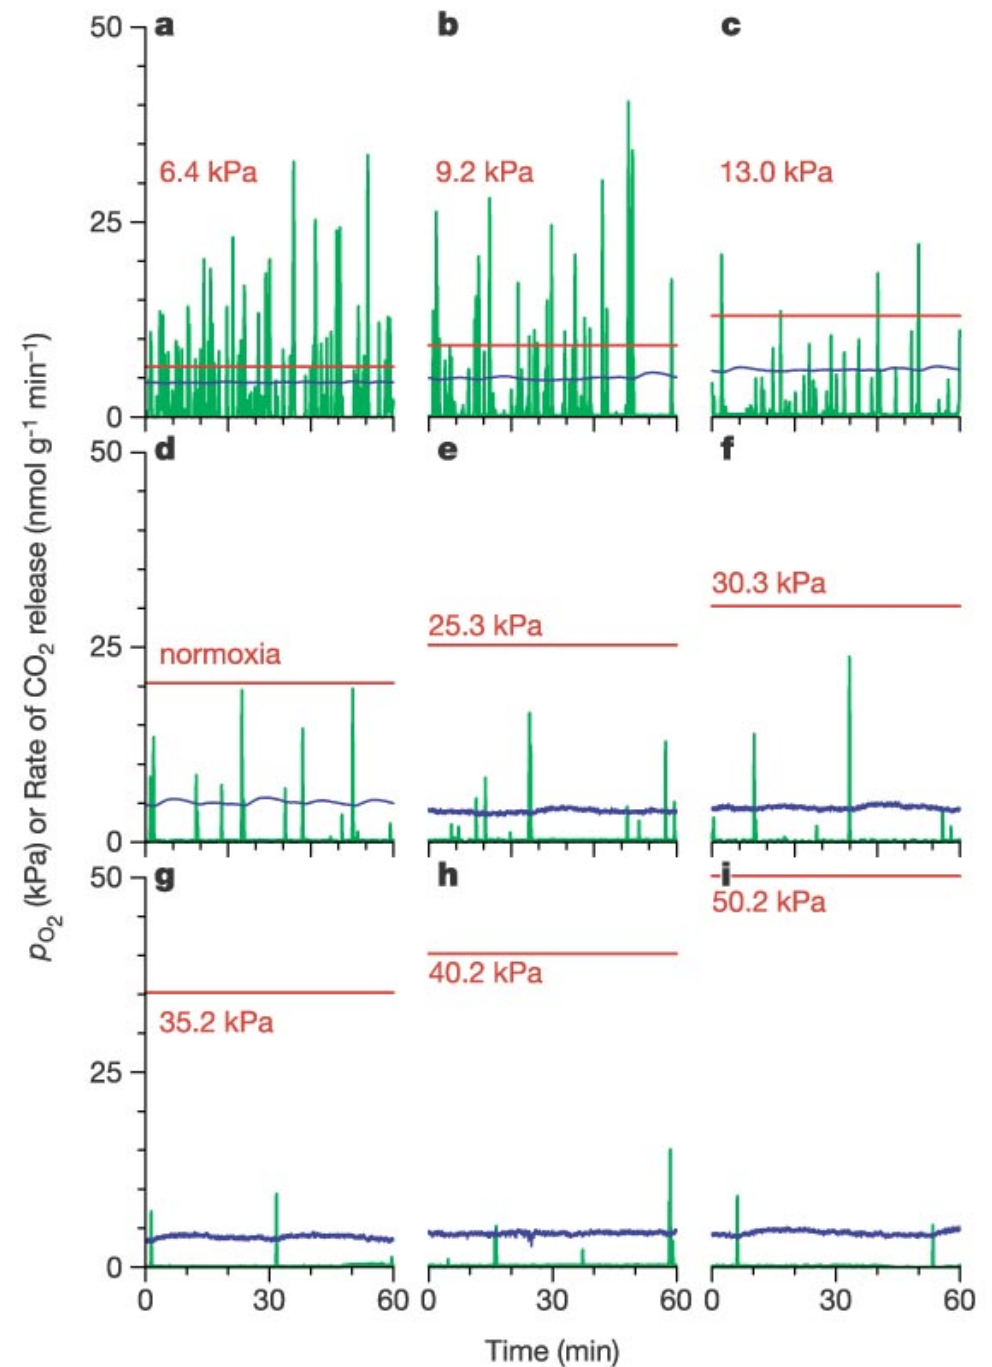 a b c
50
6.4 kPa 9.2 kPa 13.0 kPa
25
0
d e f
50
30.3 kPa
25.3 kPa
25
normoxia
0
g h i
50
50.2 kPa
40.2 kPa
35.2 kPa
25
0
0 30 60 0 30 60 0 30 60
Time (min)
pO2 (kPa) or Rate of CO2 release (nmol g–1 min–1)